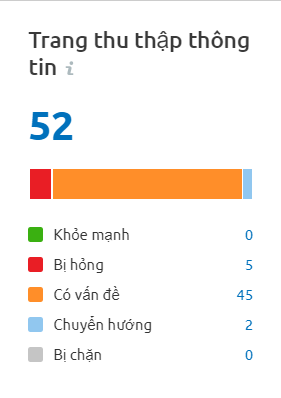 Trang thu thập thông
tin i
52
Khỏe mạnh 0
Bị hỏng 5
Có vấn đề 45
Chuyển hướng 2
Bị chặn 0